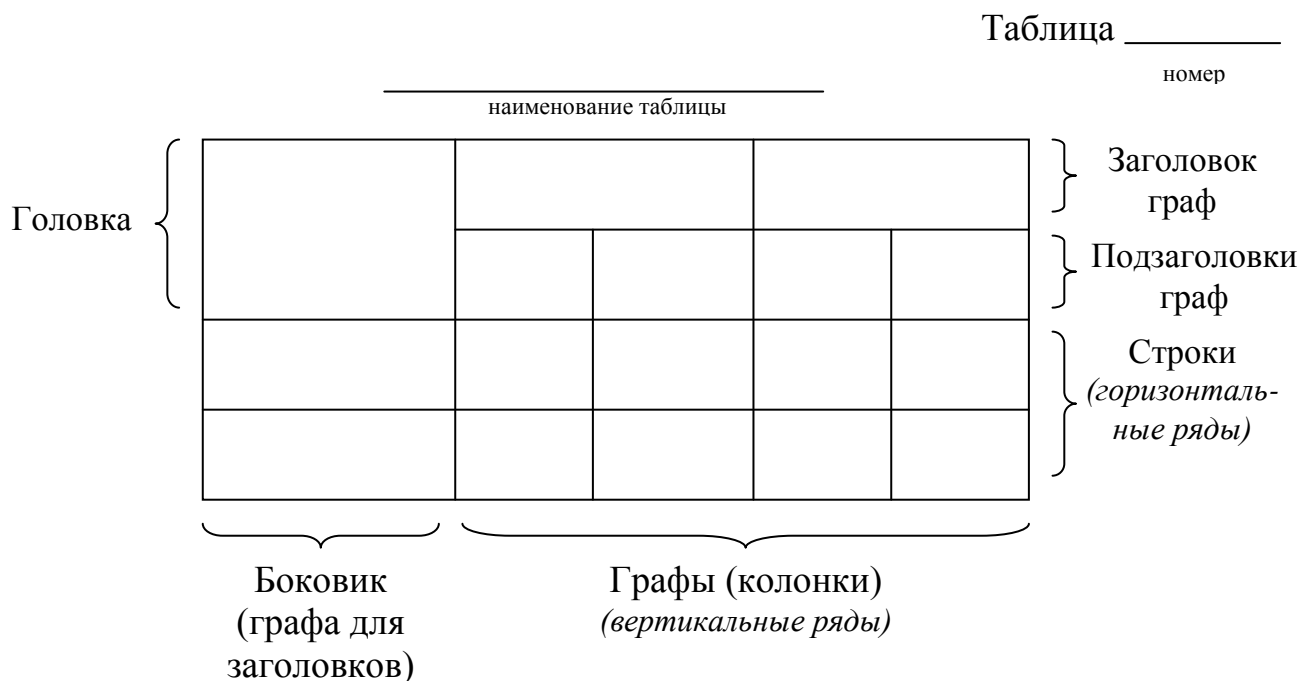 Таблица
номер
наименование таблицы
Заголовок
граф
Головка
Подзаголовки
граф
Строки
(горизонталь-
ные ряды)
Боковик
(графа для
заголовков)
Графы (колонки)
(вертикальные ряды)